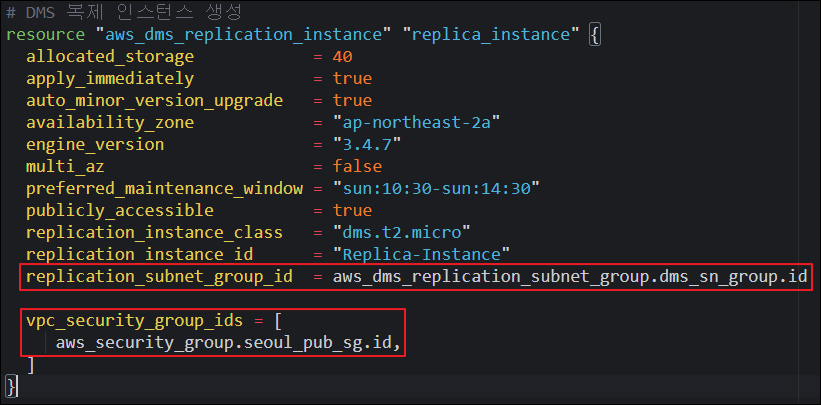 # DMS 복제 인스턴스 생성
resource "aws_dms_replication_instance" "replica_instance" {
  allocated_storage            = 40
  apply_immediately            = true
  auto_minor_version_upgrade   = true
  availability_zone            = "ap-northeast-2a"
  engine_version               = "3.4.7"
  multi_az                     = false
  preferred_maintenance_window = "sun:10:30-sun:14:30"
  publicly_accessible          = true
  replication_instance_class   = "dms.t2.micro"
  replication_instance_id      = "Replica-Instance"
  replication_subnet_group_id  = aws_dms_replication_subnet_group.dms_sn_group.id
  vpc_security_group_ids = [
    aws_security_group.seoul_pub_sg.id,
  ]
}